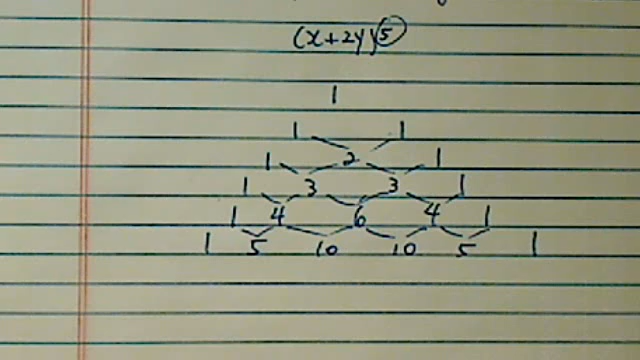 (x+2y)⁵
1
1 1
1 2 1
1 3 3 1
1 4 6 4 1
1 5 10 10 5 1